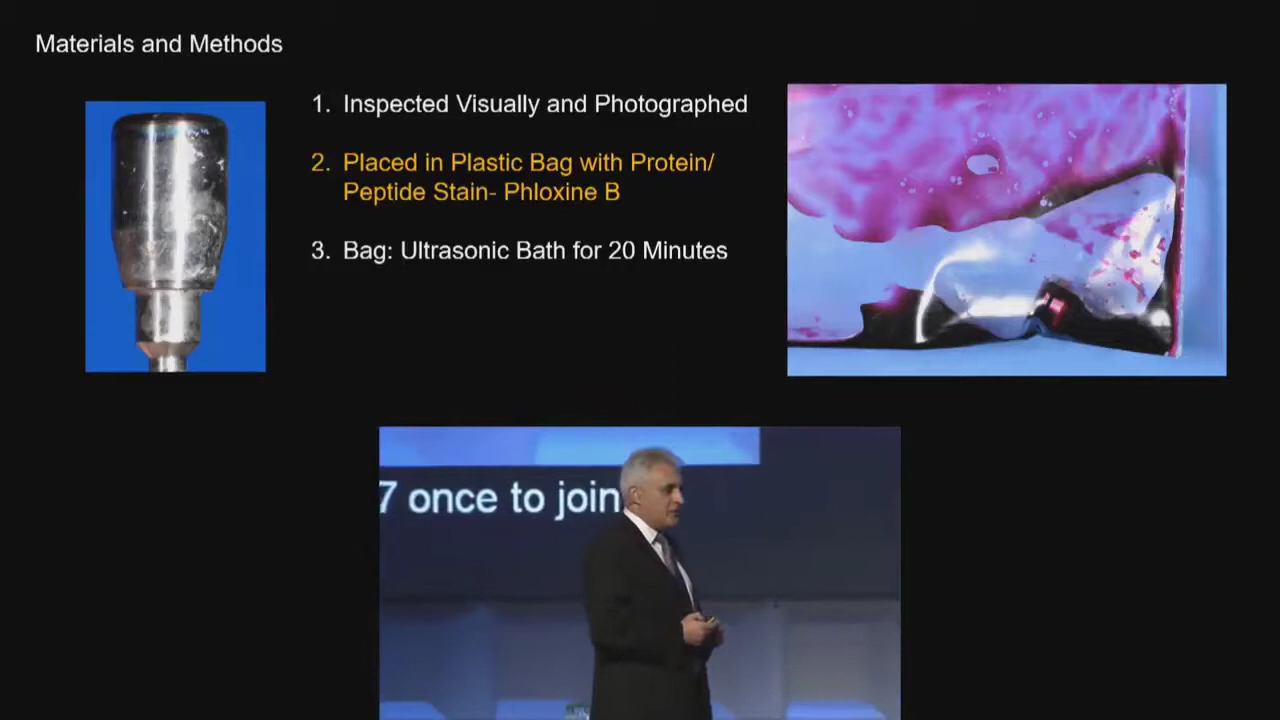 Materials and Methods
1. Inspected Visually and Photographed
2. Placed in Plastic Bag with Protein/
Peptide Stain- Phloxine B
3. Bag: Ultrasonic Bath for 20 Minutes
7 once to join